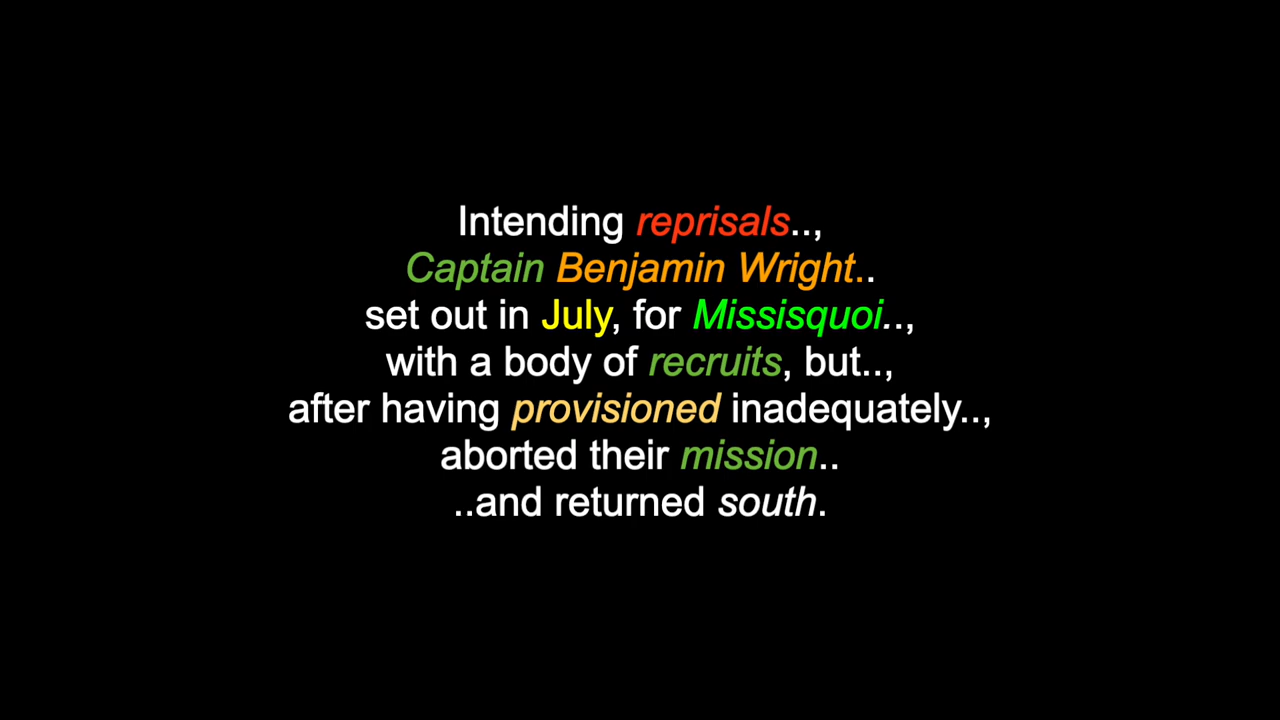 Intending reprisals..,
Captain Benjamin Wright..
set out in July, for Missisquoi..,
with a body of recruits, but..,
after having provisioned inadequately..,
aborted their mission..
..and returned south.